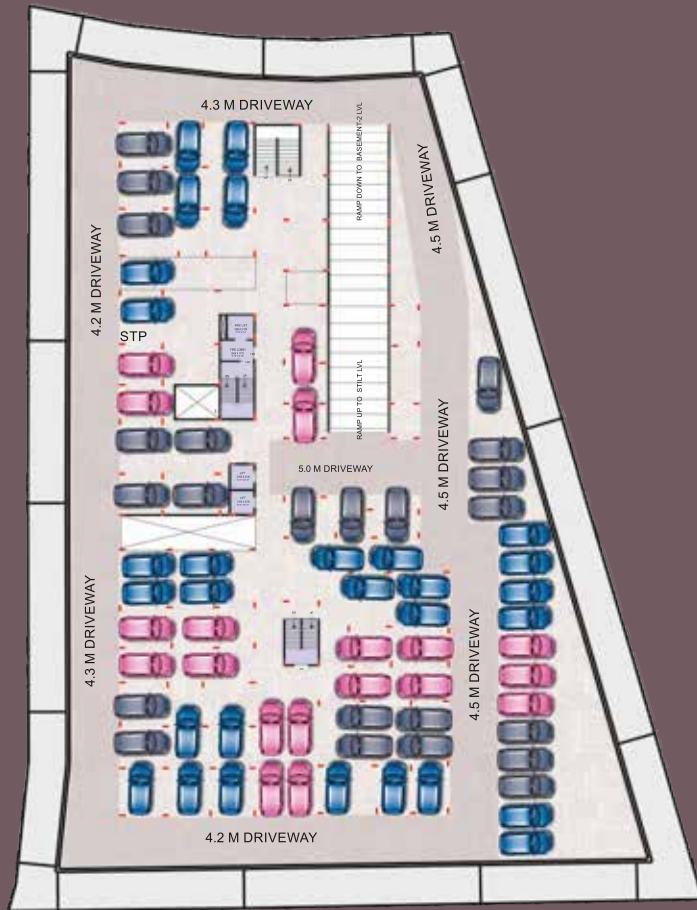 4.3 M DRIVEWAY
RAMP DOWN TO BASEMENT-2 LVL
4.5 M DRIVEWAY
4.2 M DRIVEWAY
STP
RAMP UP TO STILT LVL
4.5 M DRIVEWAY
5.0 M DRIVEWAY
4.3 M DRIVEWAY
4.5 M DRIVEWAY
4.2 M DRIVEWAY